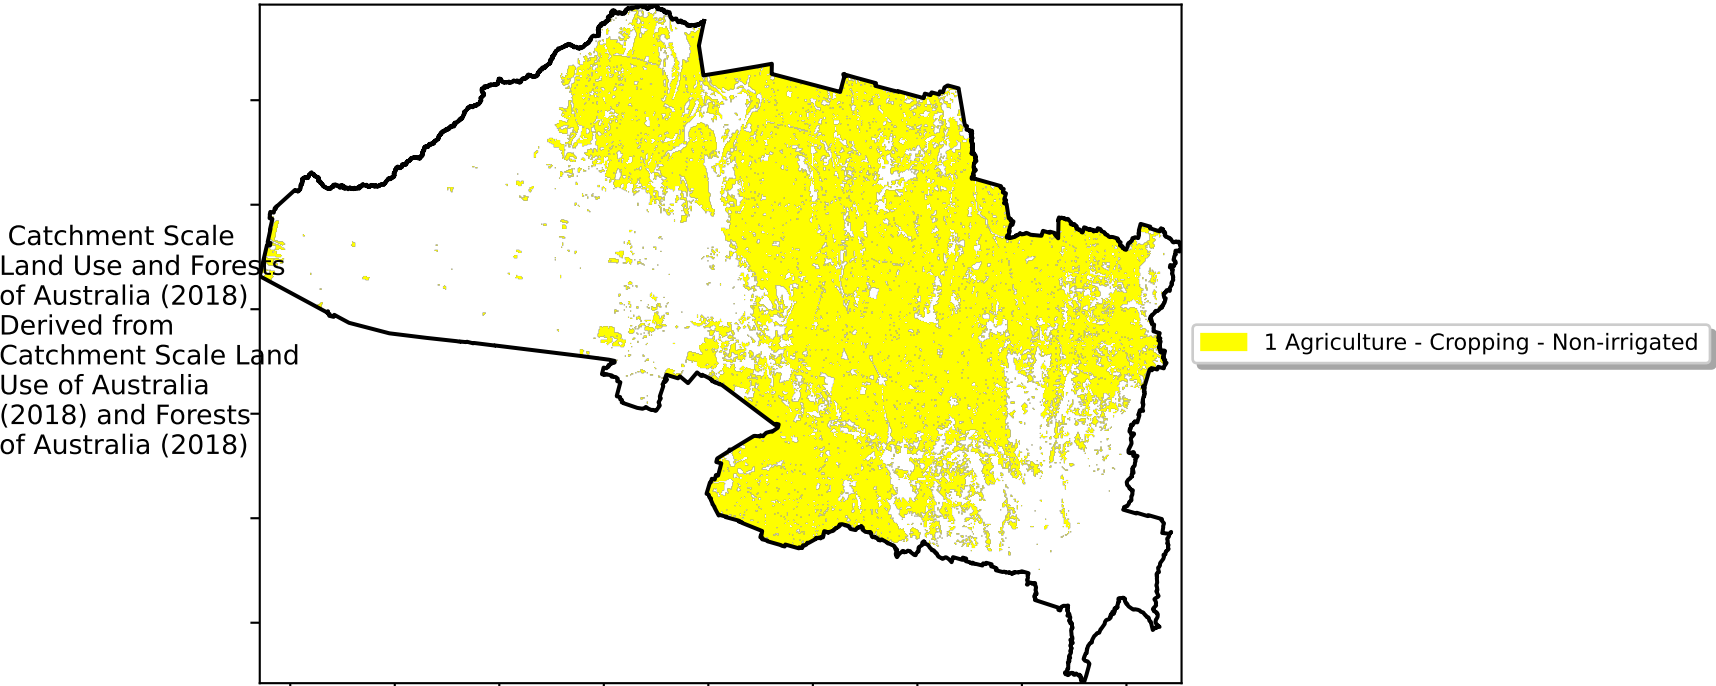 Catchment Scale
Land Use and Forests
of Australia (2018)
Derived from
Catchment Scale Land
Use of Australia
(2018) and Forests
of Australia (2018)
1 Agriculture - Cropping - Non-irrigated